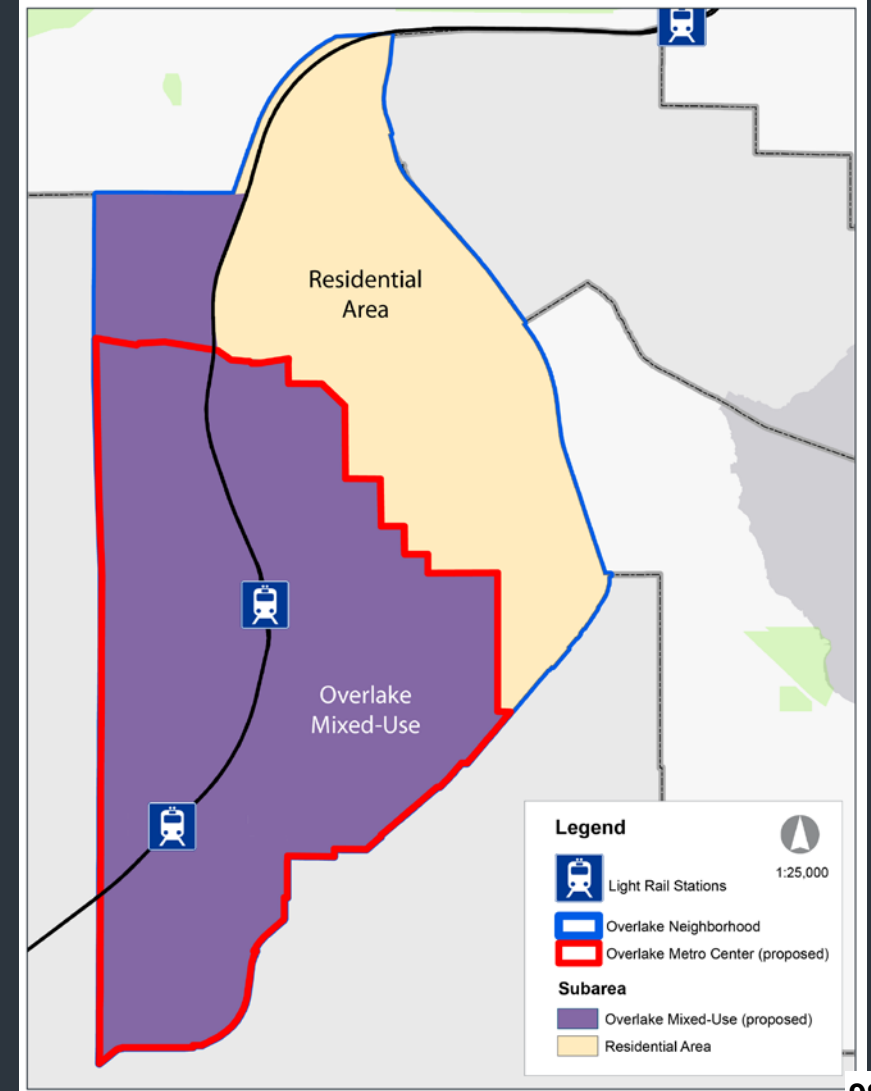 Residential
Area
Overlake
Mixed-Use
Legend
1:25,000
Light Rail Stations
Overlake Neighborhood
Overlake Metro Center (proposed)
Subarea
Overlake Mixed-Use (proposed)
Residential Area